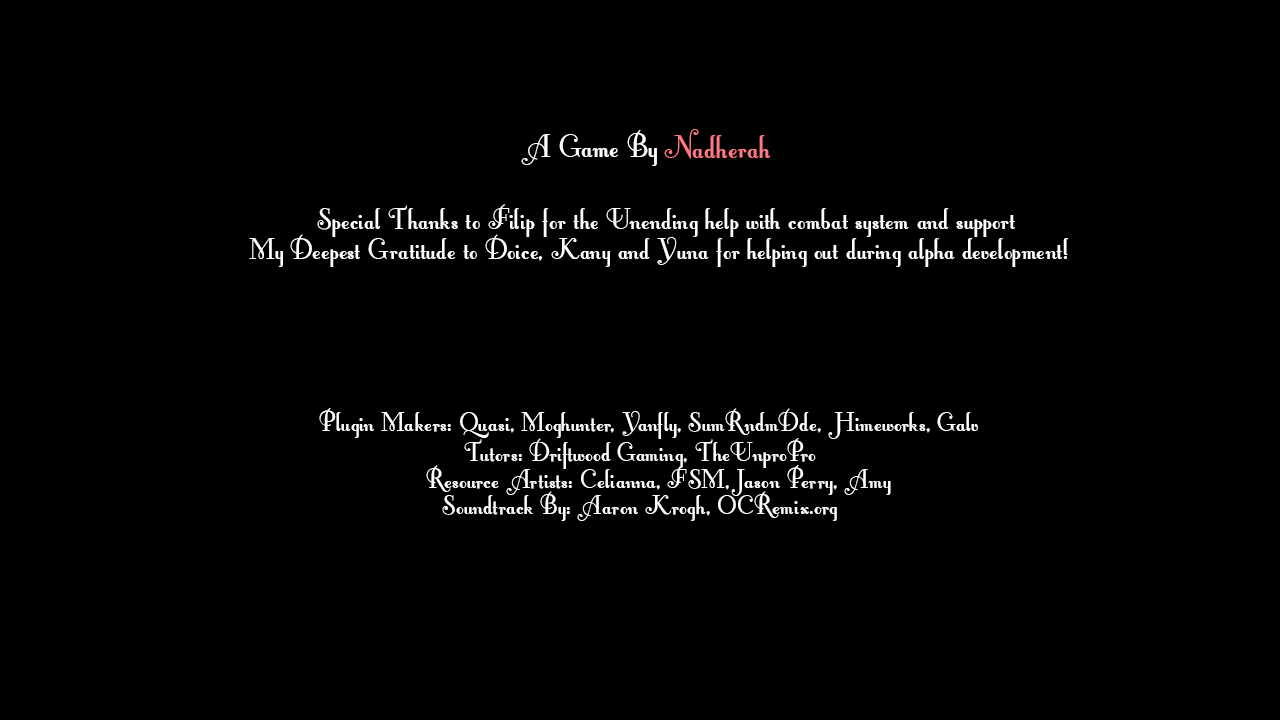 A Game By Nadherah
Special Thanks to Filip for the Unending help with combat system and support
My Deepest Gratitude to Doice, Kany and Yuna for helping out during alpha development!
Plugin Makers: Quasi, Moghunter, Yanfly, SumRndmDde, Himeworks, Galv
Tutors: Driftwood Gaming, TheUnproPro
Resource Artists: Celianna, FSM, Jason Perry, Amy
Soundtrack By: Aaron Krogh, OCRemix.org